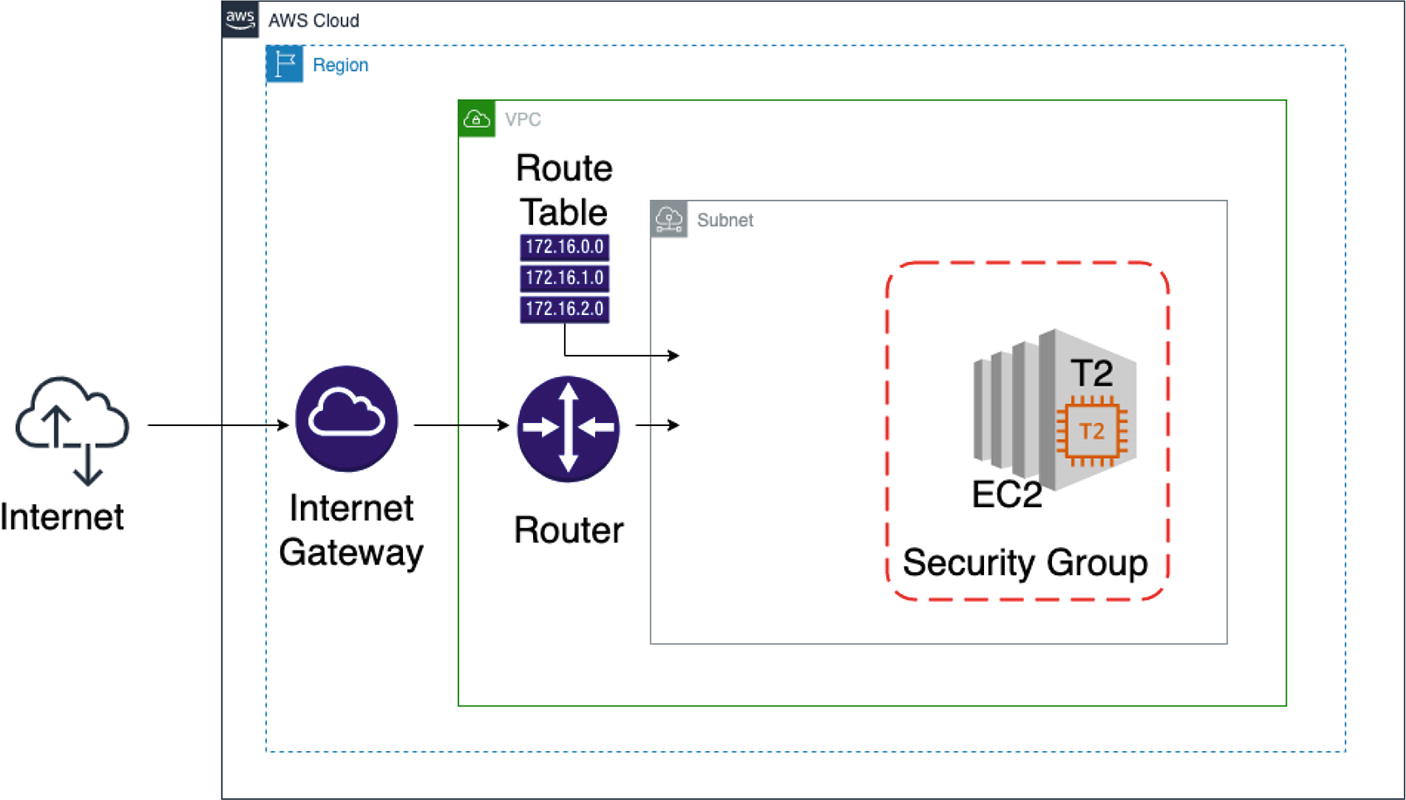 aws
AWS Cloud
Region
VPC
Route
Table
172.16.0.0
172.16.1.0
172.16.2.0
Subnet
T2
T2
EC2
Security Group
Internet
Internet
Gateway
Router